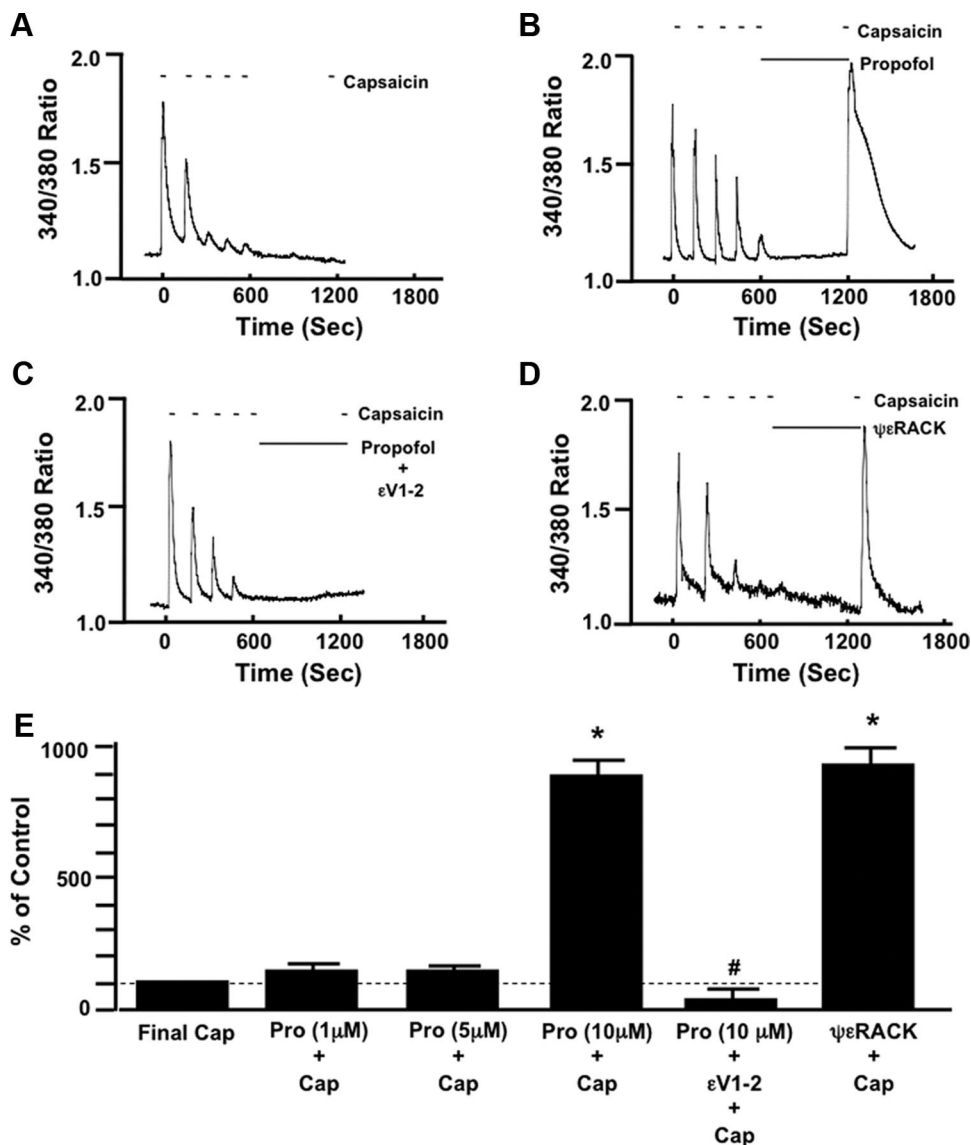 A
2.0
1.5
1.0
340/380 Ratio
Capsaicin
0 600 1200 1800
Time (Sec)
B
2.0
1.5
1.0
340/380 Ratio
Capsaicin
Propofol
0 600 1200 1800
Time (Sec)
C
2.0
1.5
1.0
340/380 Ratio
Capsaicin
Propofol
+
εV1-2
0 600 1200 1800
Time (Sec)
D
2.0
1.5
1.0
340/380 Ratio
Capsaicin
ψεRACK
0 600 1200 1800
Time (Sec)
E
1000
500
0
% of Control
*
#
*
Final Cap
Pro (1μM)
+
Cap
Pro (5μM)
+
Cap
Pro (10μM)
+
Cap
Pro (10 μM)
+
εV1-2
+
Cap
ψεRACK
+
Cap